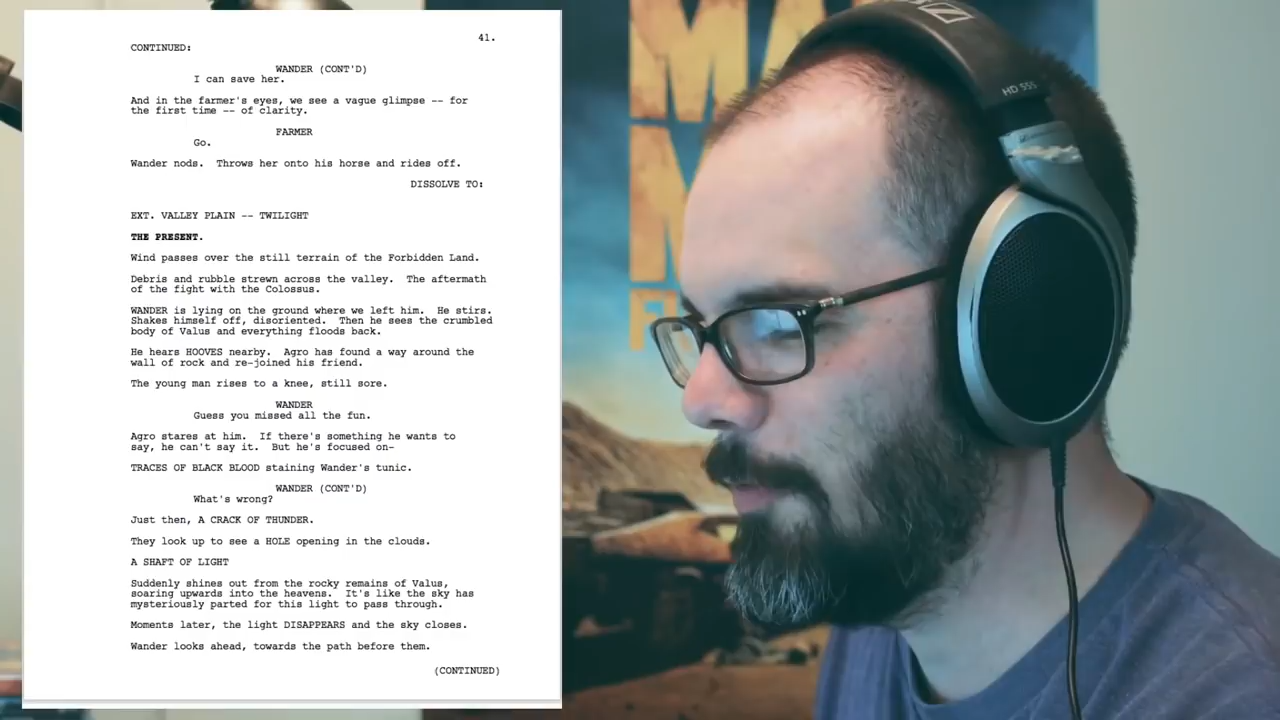 41.
CONTINUED:
WANDER (CONT'D)
I can save her.
And in the farmer's eyes, we see a vague glimpse -- for
the first time -- of clarity.
FARMER
Go.
Wander nods.  Throws her onto his horse and rides off.
DISSOLVE TO:
EXT. VALLEY PLAIN -- TWILIGHT
THE PRESENT.
Wind passes over the still terrain of the Forbidden Land.
Debris and rubble strewn across the valley.  The aftermath
of the fight with the Colossus.
WANDER is lying on the ground where we left him.  He stirs.
Shakes himself off, disoriented.  Then he sees the crumbled
body of Valus and everything floods back.
He hears HOOVES nearby.  Agro has found a way around the
wall of rock and re-joined his friend.
The young man rises to a knee, still sore.
WANDER
Guess you missed all the fun.
Agro stares at him.  If there's something he wants to
say, he can't say it.  But he's focused on-
TRACES OF BLACK BLOOD staining Wander's tunic.
WANDER (CONT'D)
What's wrong?
Just then, A CRACK OF THUNDER.
They look up to see a HOLE opening in the clouds.
A SHAFT OF LIGHT
Suddenly shines out from the rocky remains of Valus,
soaring upwards into the heavens.  It's like the sky has
mysteriously parted for this light to pass through.
Moments later, the light DISAPPEARS and the sky closes.
Wander looks ahead, towards the path before them.
(CONTINUED)
HD 555